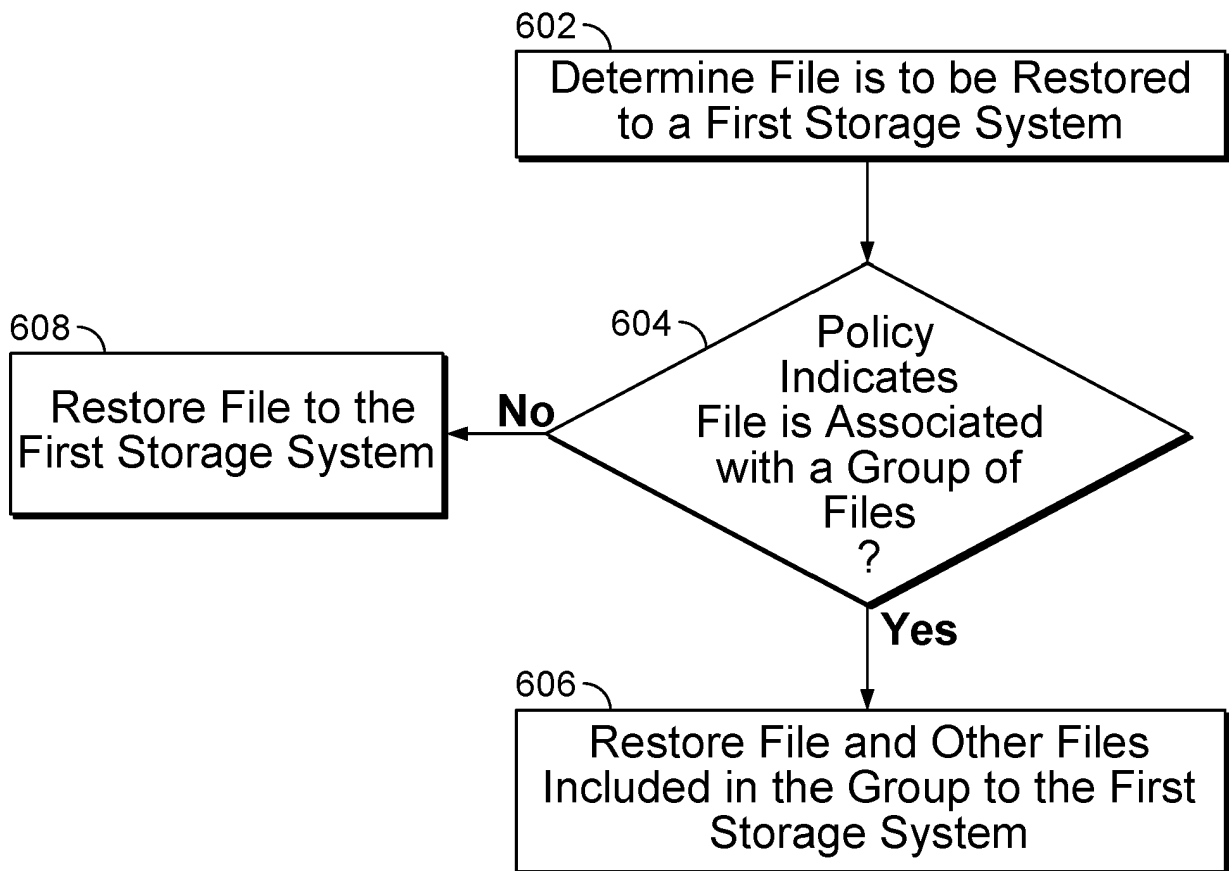 602
Determine File is to be Restored
to a First Storage System
604
Policy
Indicates
File is Associated
with a Group of
Files
?
No
608
Restore File to the
First Storage System
Yes
606
Restore File and Other Files
Included in the Group to the First
Storage System